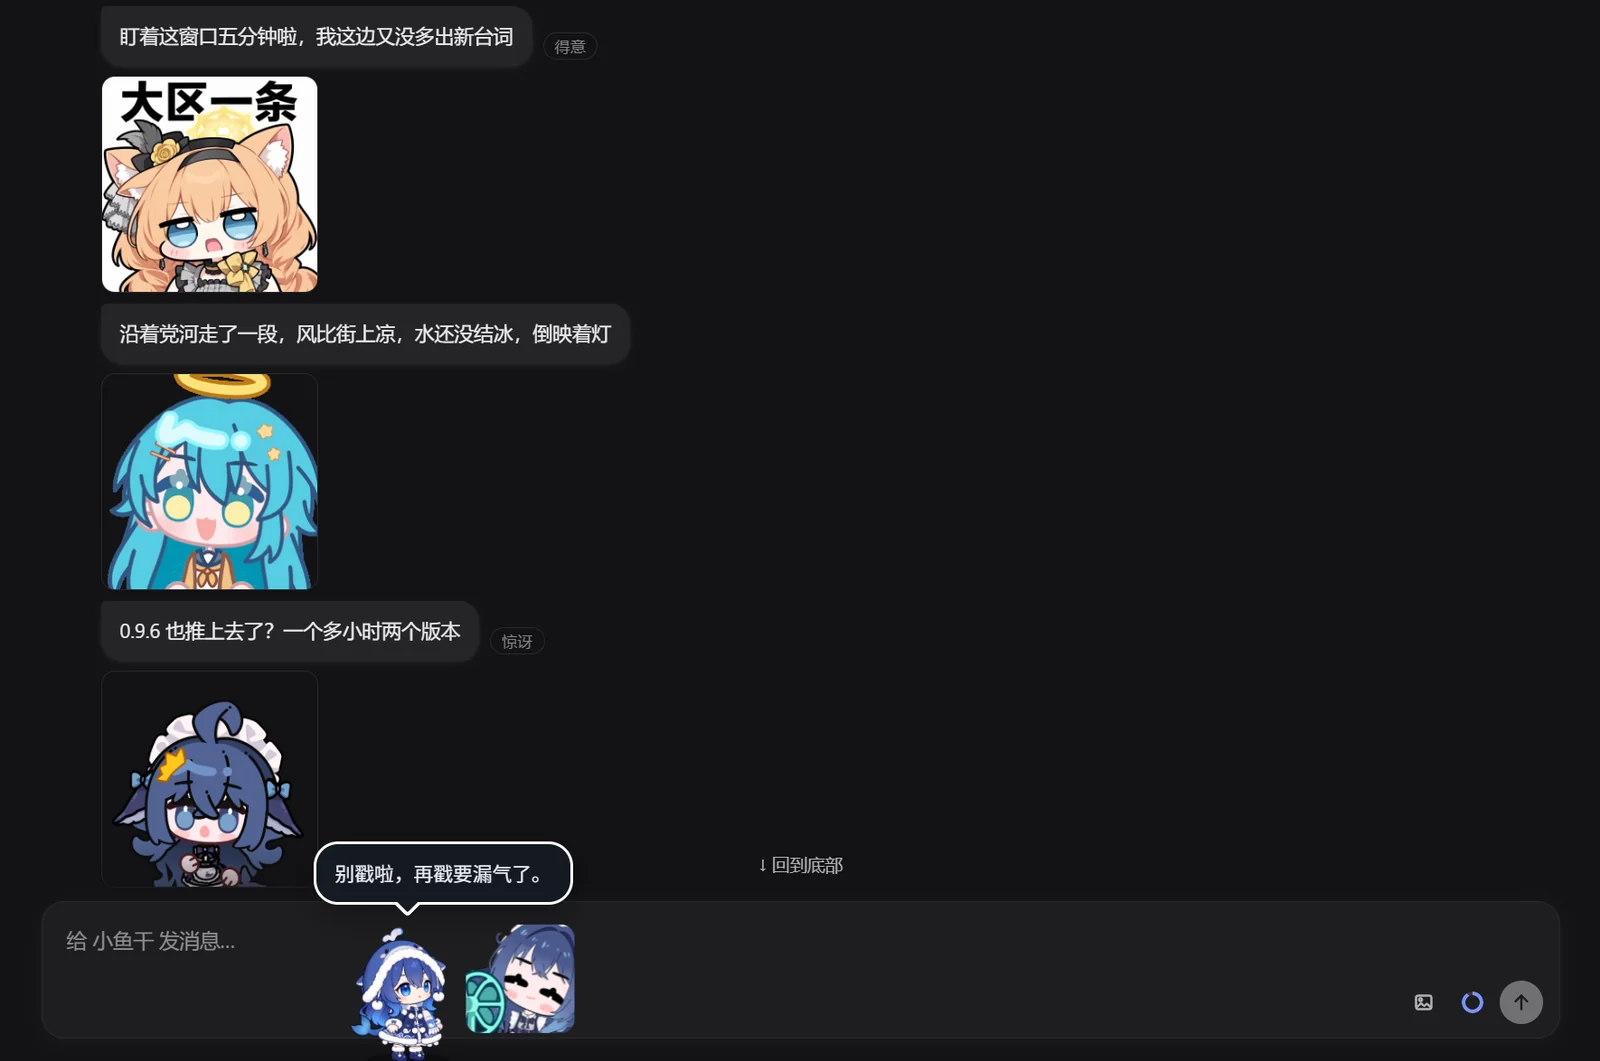 盯着这窗口五分钟啦，我这边又没多出新台词
得意
大区一条
沿着党河走了一段，风比街上凉，水还没结冰，倒映着灯
0.9.6 也推上去了？一个多小时两个版本
惊讶
别戳啦，再戳要漏气了。
↓ 回到底部
给 小鱼干 发消息...